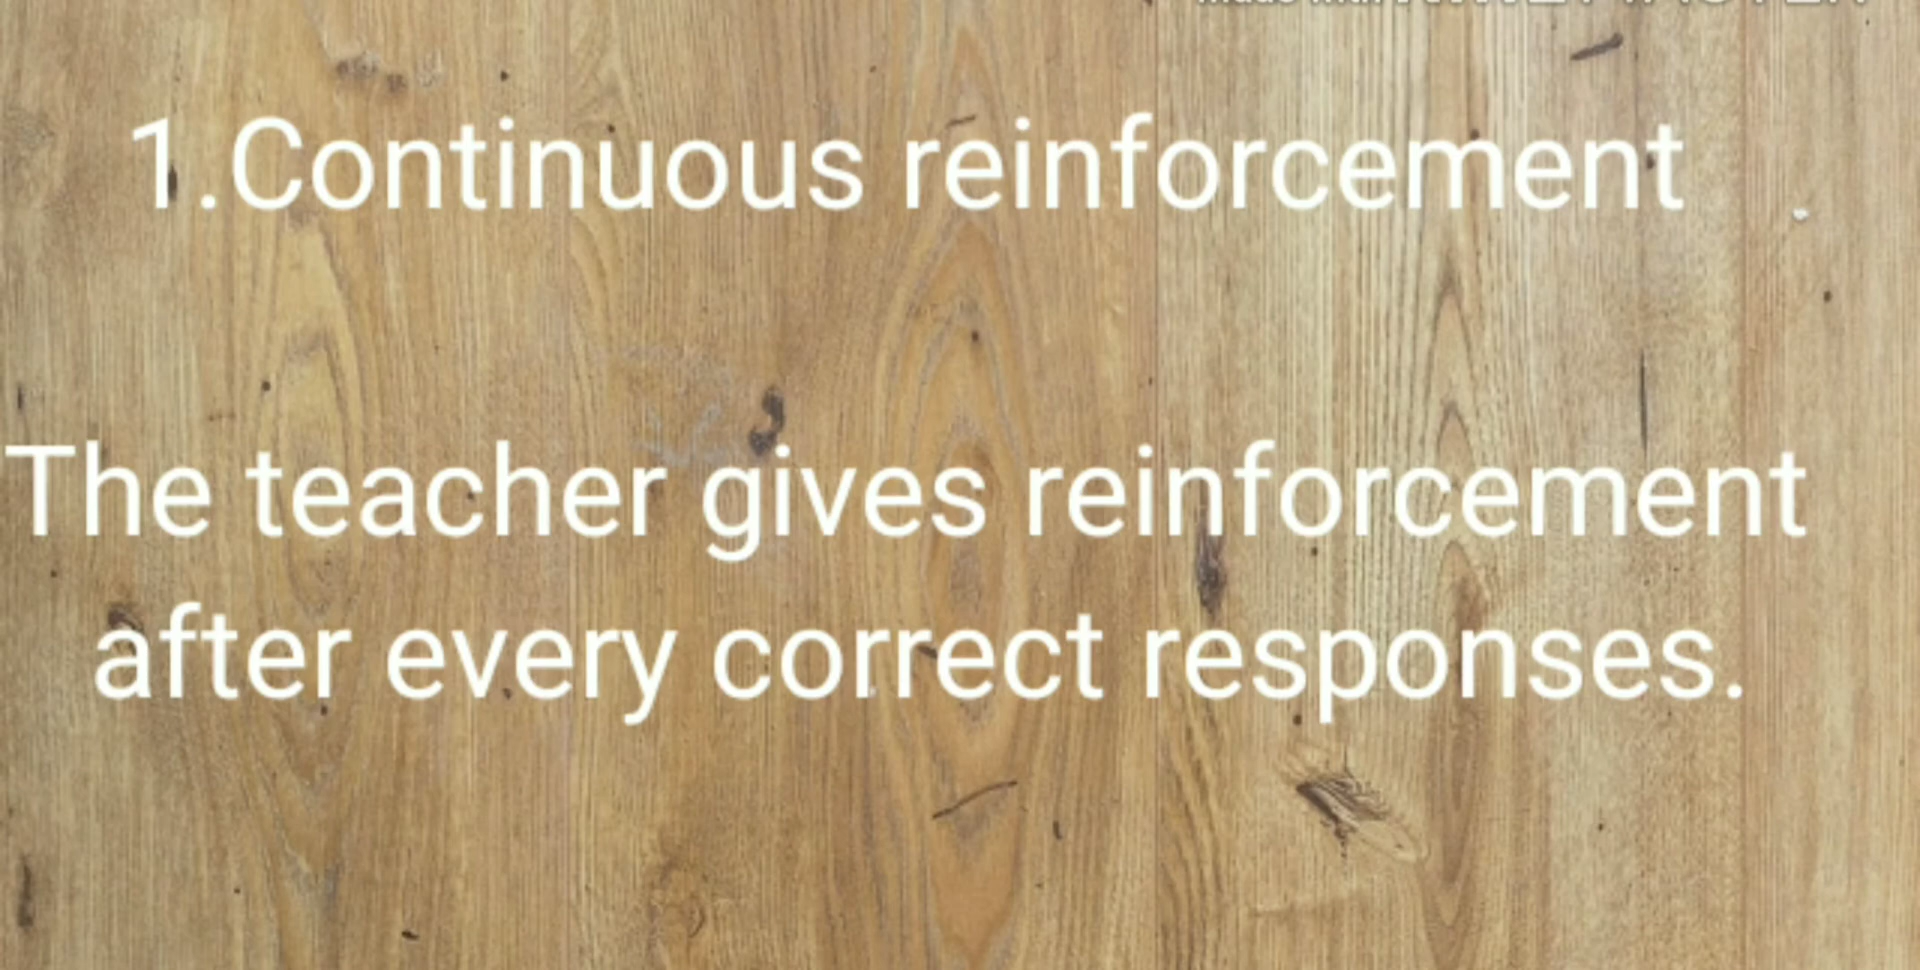 1.Continuous reinforcement
The teacher gives reinforcement
after every correct responses.